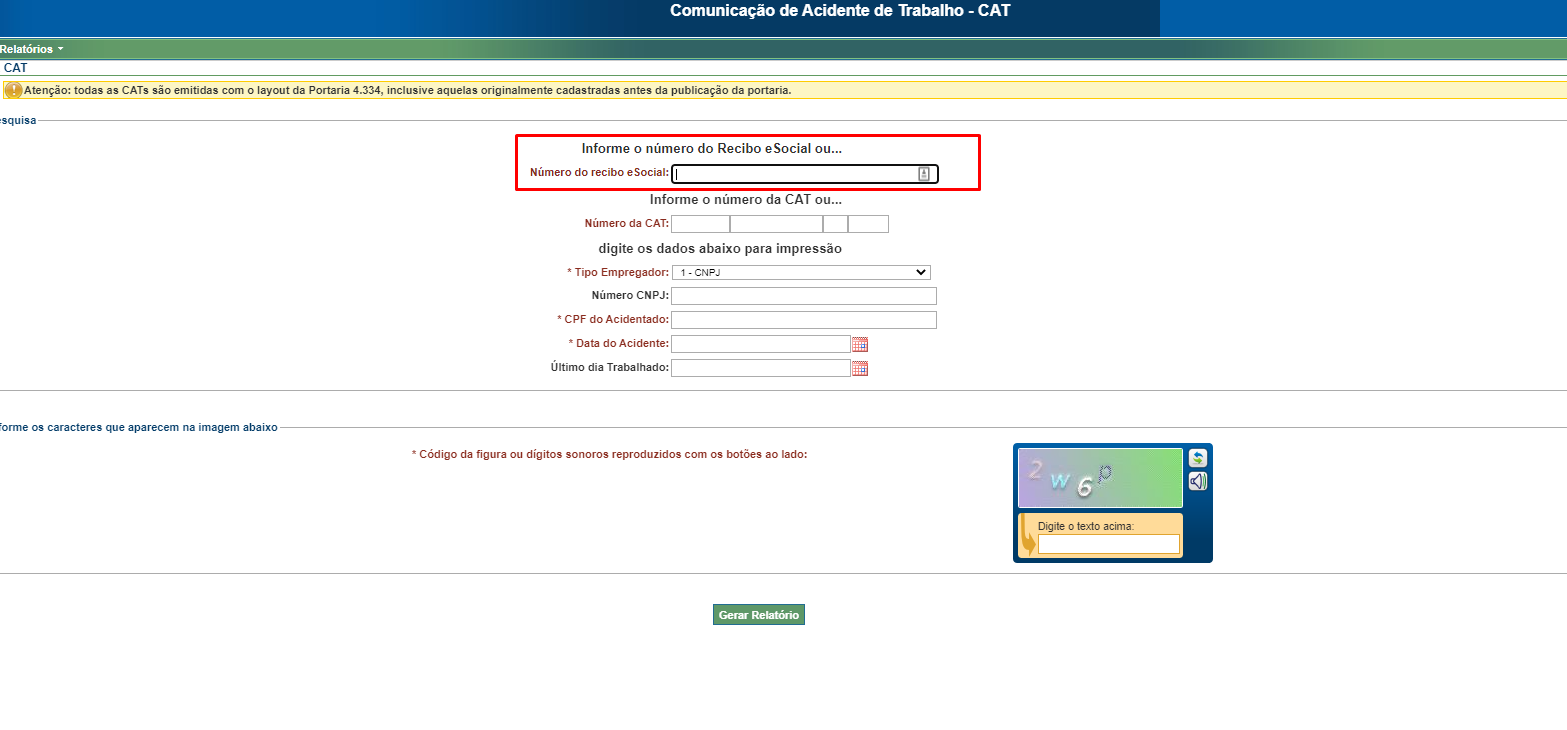 Comunicação de Acidente de Trabalho - CAT
Relatórios
CAT
Atenção: todas as CATs são emitidas com o layout da Portaria 4.334, inclusive aquelas originalmente cadastradas antes da publicação da portaria.
esquisa
Informe o número do Recibo eSocial ou...
Número do recibo eSocial:
Informe o número da CAT ou...
Número da CAT:
digite os dados abaixo para impressão
* Tipo Empregador: 1 - CNPJ
Número CNPJ:
* CPF do Acidentado:
* Data do Acidente:
Último dia Trabalhado:
forme os caracteres que aparecem na imagem abaixo
* Código da figura ou dígitos sonoros reproduzidos com os botões ao lado:
2 w 6 p
Digite o texto acima:
Gerar Relatório